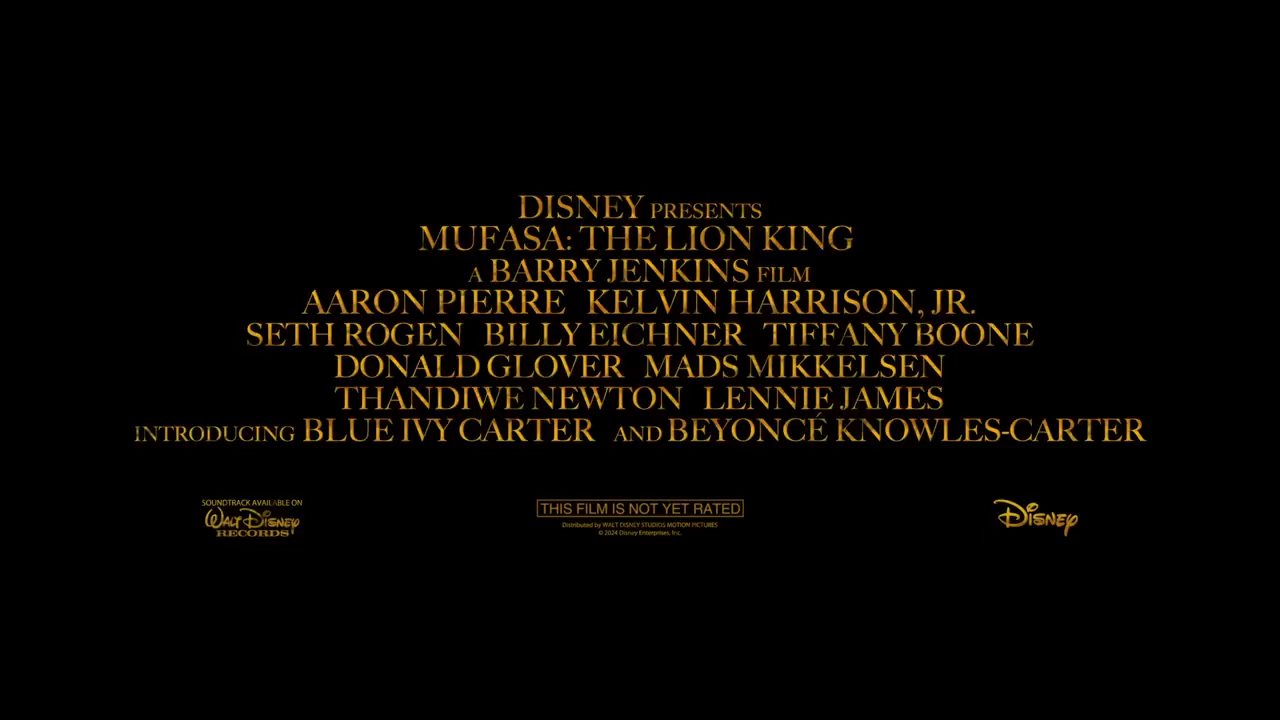 DISNEY PRESENTS
MUFASA: THE LION KING
A BARRY JENKINS FILM
AARON PIERRE KELVIN HARRISON, JR.
SETH ROGEN BILLY EICHNER TIFFANY BOONE
DONALD GLOVER MADS MIKKELSEN
THANDIWE NEWTON LENNIE JAMES
INTRODUCING BLUE IVY CARTER AND BEYONCÉ KNOWLES-CARTER
SOUNDTRACK AVAILABLE ON
WALT DISNEY
RECORDS
THIS FILM IS NOT YET RATED
Distributed by WALT DISNEY STUDIOS MOTION PICTURES
© 2024 Disney Enterprises, Inc.
DISNEY